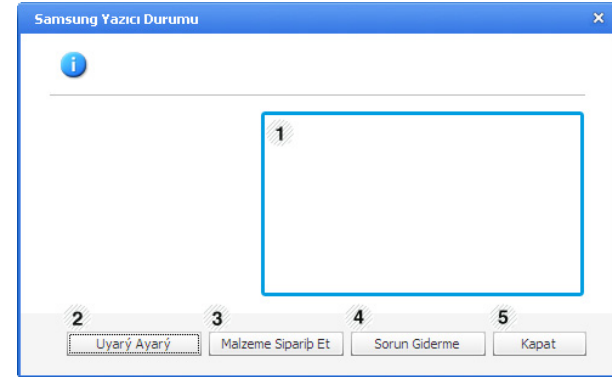 Samsung Yazıcı Durumu
1
2 3 4 5
Uyarý Ayarý Malzeme Sipariþ Et Sorun Giderme Kapat